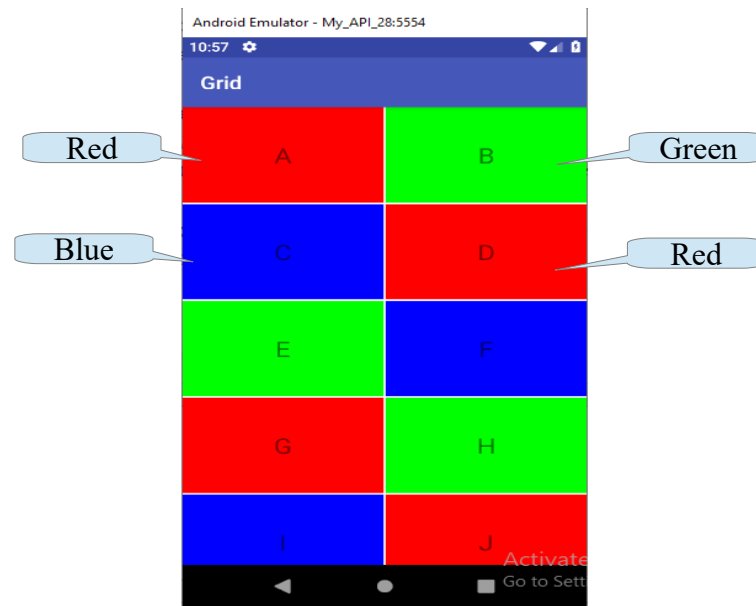 Android Emulator - My_API_28:5554
10:57
Grid
Red
A
B
Green
Blue
C
D
Red
E
F
G
H
I
J
Activate
Go to Sett